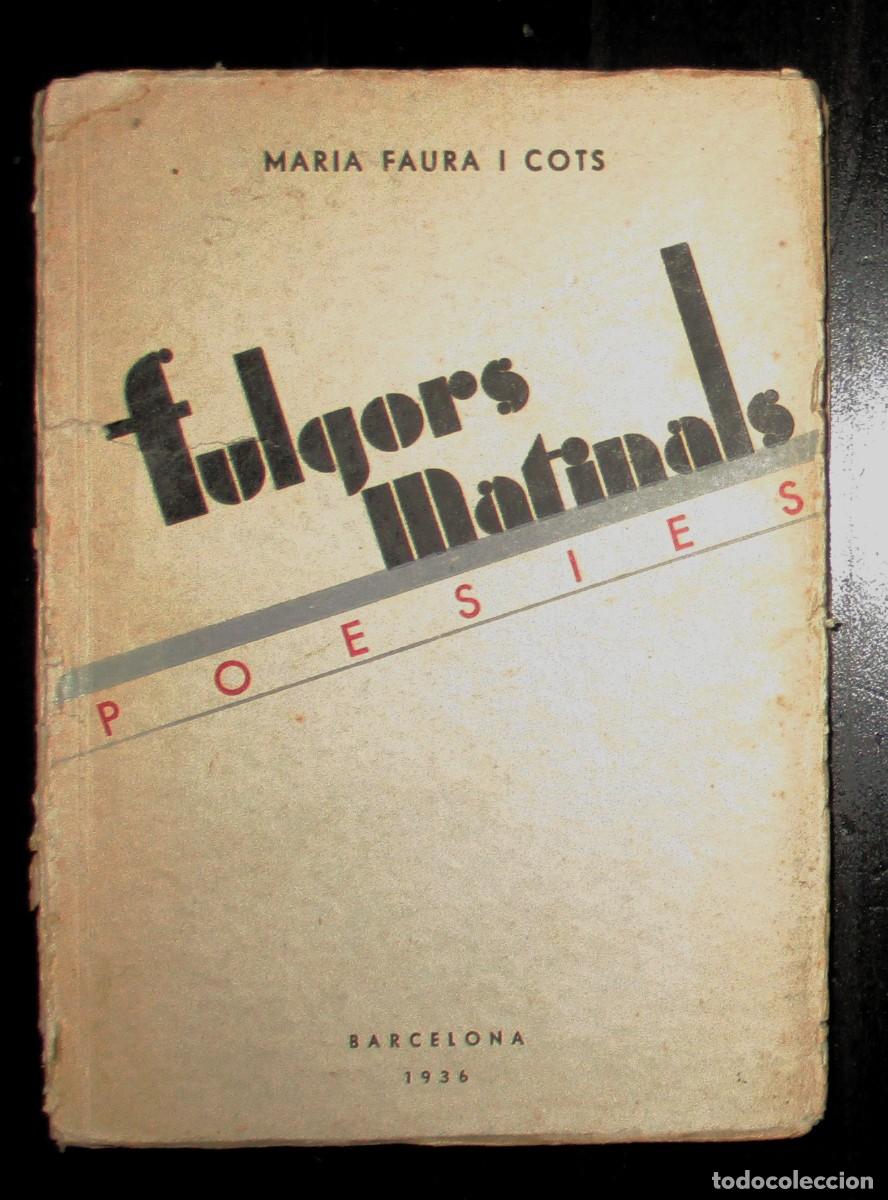 MARIA FAURA I COTS
fulgors
matinals
POESIES
BARCELONA
1936
todocoleccion